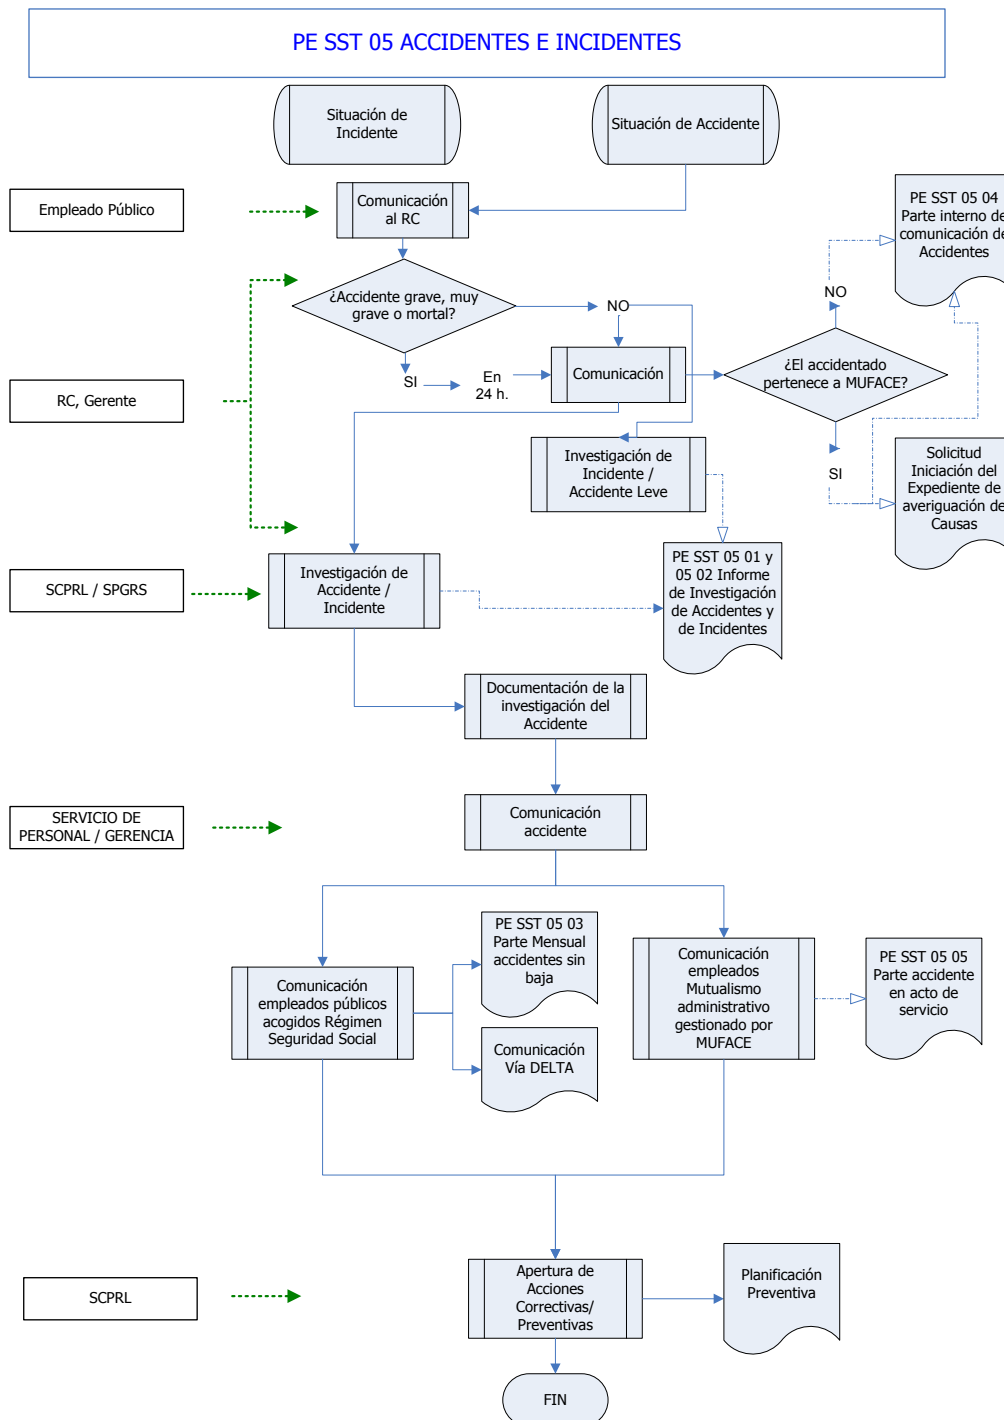 PE SST 05 ACCIDENTES E INCIDENTES
Situación de
Incidente
Situación de Accidente
Empleado Público
Comunicación
al RC
PE SST 05 04
Parte interno de
comunicación de
Accidentes
¿Accidente grave, muy
grave o mortal?
NO
NO
SI
En
24 h.
Comunicación
¿El accidentado
pertenece a MUFACE?
RC, Gerente
SI
Investigación de
Incidente /
Accidente Leve
Solicitud
Iniciación del
Expediente de
averiguación de
Causas
SCPRL / SPGRS
Investigación de
Accidente /
Incidente
PE SST 05 01 y
05 02 Informe
de Investigación
de Accidentes y
de Incidentes
Documentación de la
investigación del
Accidente
SERVICIO DE
PERSONAL / GERENCIA
Comunicación
accidente
PE SST 05 03
Parte Mensual
accidentes sin
baja
Comunicación
empleados públicos
acogidos Régimen
Seguridad Social
Comunicación
Vía DELTA
Comunicación
empleados
Mutualismo
administrativo
gestionado por
MUFACE
PE SST 05 05
Parte accidente
en acto de
servicio
SCPRL
Apertura de
Acciones
Correctivas/
Preventivas
Planificación
Preventiva
FIN